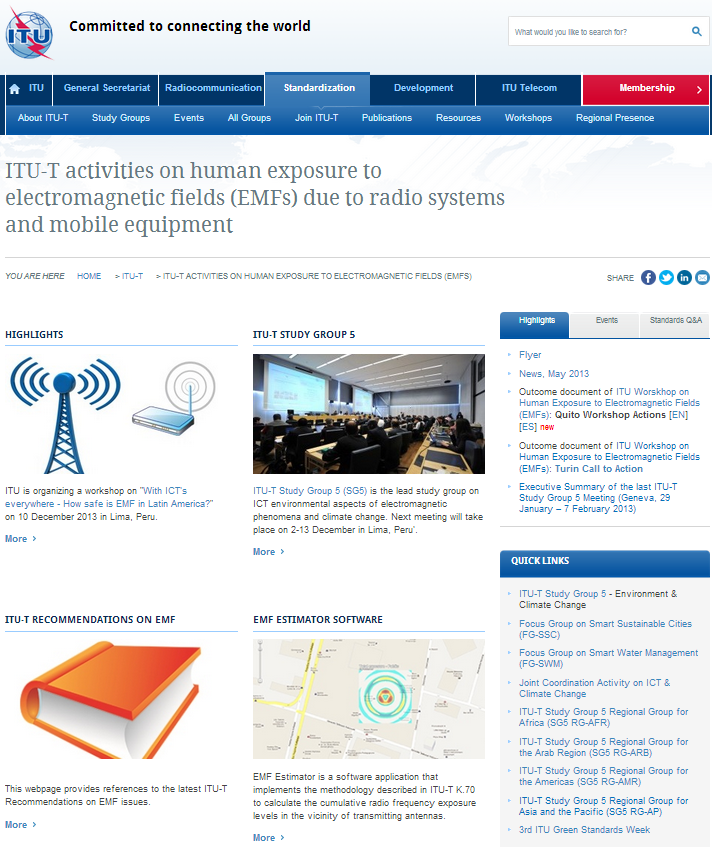 ITU
Committed to connecting the world
What would you like to search for?
ITU
General Secretariat
Radiocommunication
Standardization
Development
ITU Telecom
Membership
About ITU-T
Study Groups
Events
All Groups
Join ITU-T
Publications
Resources
Workshops
Regional Presence
ITU-T activities on human exposure to
electromagnetic fields (EMFs) due to radio systems
and mobile equipment
YOU ARE HERE HOME > ITU-T > ITU-T ACTIVITIES ON HUMAN EXPOSURE TO ELECTROMAGNETIC FIELDS (EMFS)
SHARE
HIGHLIGHTS
ITU is organizing a workshop on "With ICT's
everywhere - How safe is EMF in Latin America?"
on 10 December 2013 in Lima, Peru.
More
ITU-T STUDY GROUP 5
ITU-T Study Group 5 (SG5) is the lead study group on
ICT environmental aspects of electromagnetic
phenomena and climate change. Next meeting will take
place on 2-13 December in Lima, Peru'.
More
ITU-T RECOMMENDATIONS ON EMF
This webpage provides references to the latest ITU-T
Recommendations on EMF issues.
More
EMF ESTIMATOR SOFTWARE
EMF Estimator is a software application that
implements the methodology described in ITU-T K.70
to calculate the cumulative radio frequency exposure
levels in the vicinity of transmitting antennas.
More
Highlights
Events
Standards Q&A
Flyer
News, May 2013
Outcome document of ITU Worskhop on
Human Exposure to Electromagnetic Fields
(EMFs): Quito Workshop Actions [EN]
[ES] new
Outcome document of ITU Workshop on
Human Exposure to Electromagnetic Fields
(EMFs): Turin Call to Action
Executive Summary of the last ITU-T
Study Group 5 Meeting (Geneva, 29
January – 7 February 2013)
QUICK LINKS
ITU-T Study Group 5 - Environment &
Climate Change
Focus Group on Smart Sustainable Cities
(FG-SSC)
Focus Group on Smart Water Management
(FG-SWM)
Joint Coordination Activity on ICT &
Climate Change
ITU-T Study Group 5 Regional Group for
Africa (SG5 RG-AFR)
ITU-T Study Group 5 Regional Group for
the Arab Region (SG5 RG-ARB)
ITU-T Study Group 5 Regional Group for
the Americas (SG5 RG-AMR)
ITU-T Study Group 5 Regional Group for
Asia and the Pacific (SG5 RG-AP)
3rd ITU Green Standards Week